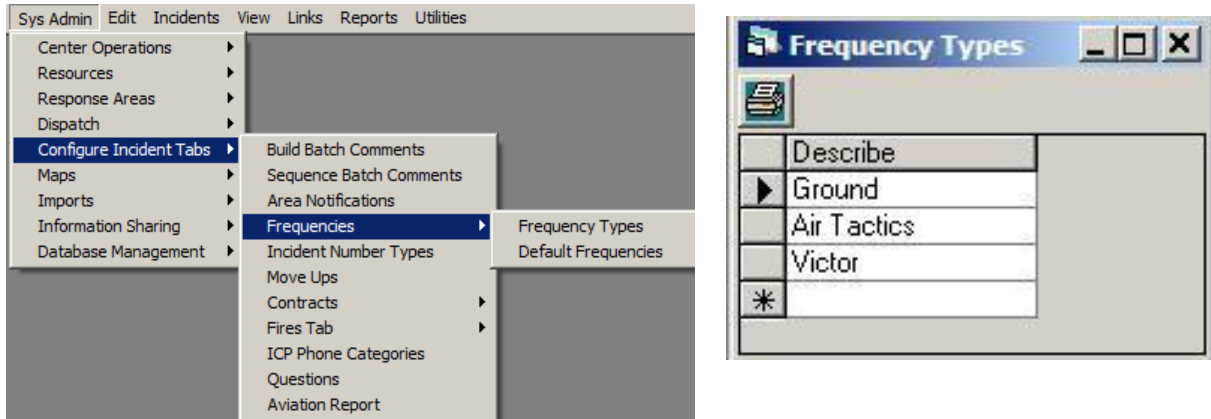 Sys Admin Edit Incidents View Links Reports Utilities
Center Operations
Resources
Response Areas
Dispatch
Configure Incident Tabs
Maps
Imports
Information Sharing
Database Management
Build Batch Comments
Sequence Batch Comments
Area Notifications
Frequencies
Incident Number Types
Move Ups
Contracts
Fires Tab
ICP Phone Categories
Questions
Aviation Report
Frequency Types
Default Frequencies
Frequency Types
Describe
Ground
Air Tactics
Victor